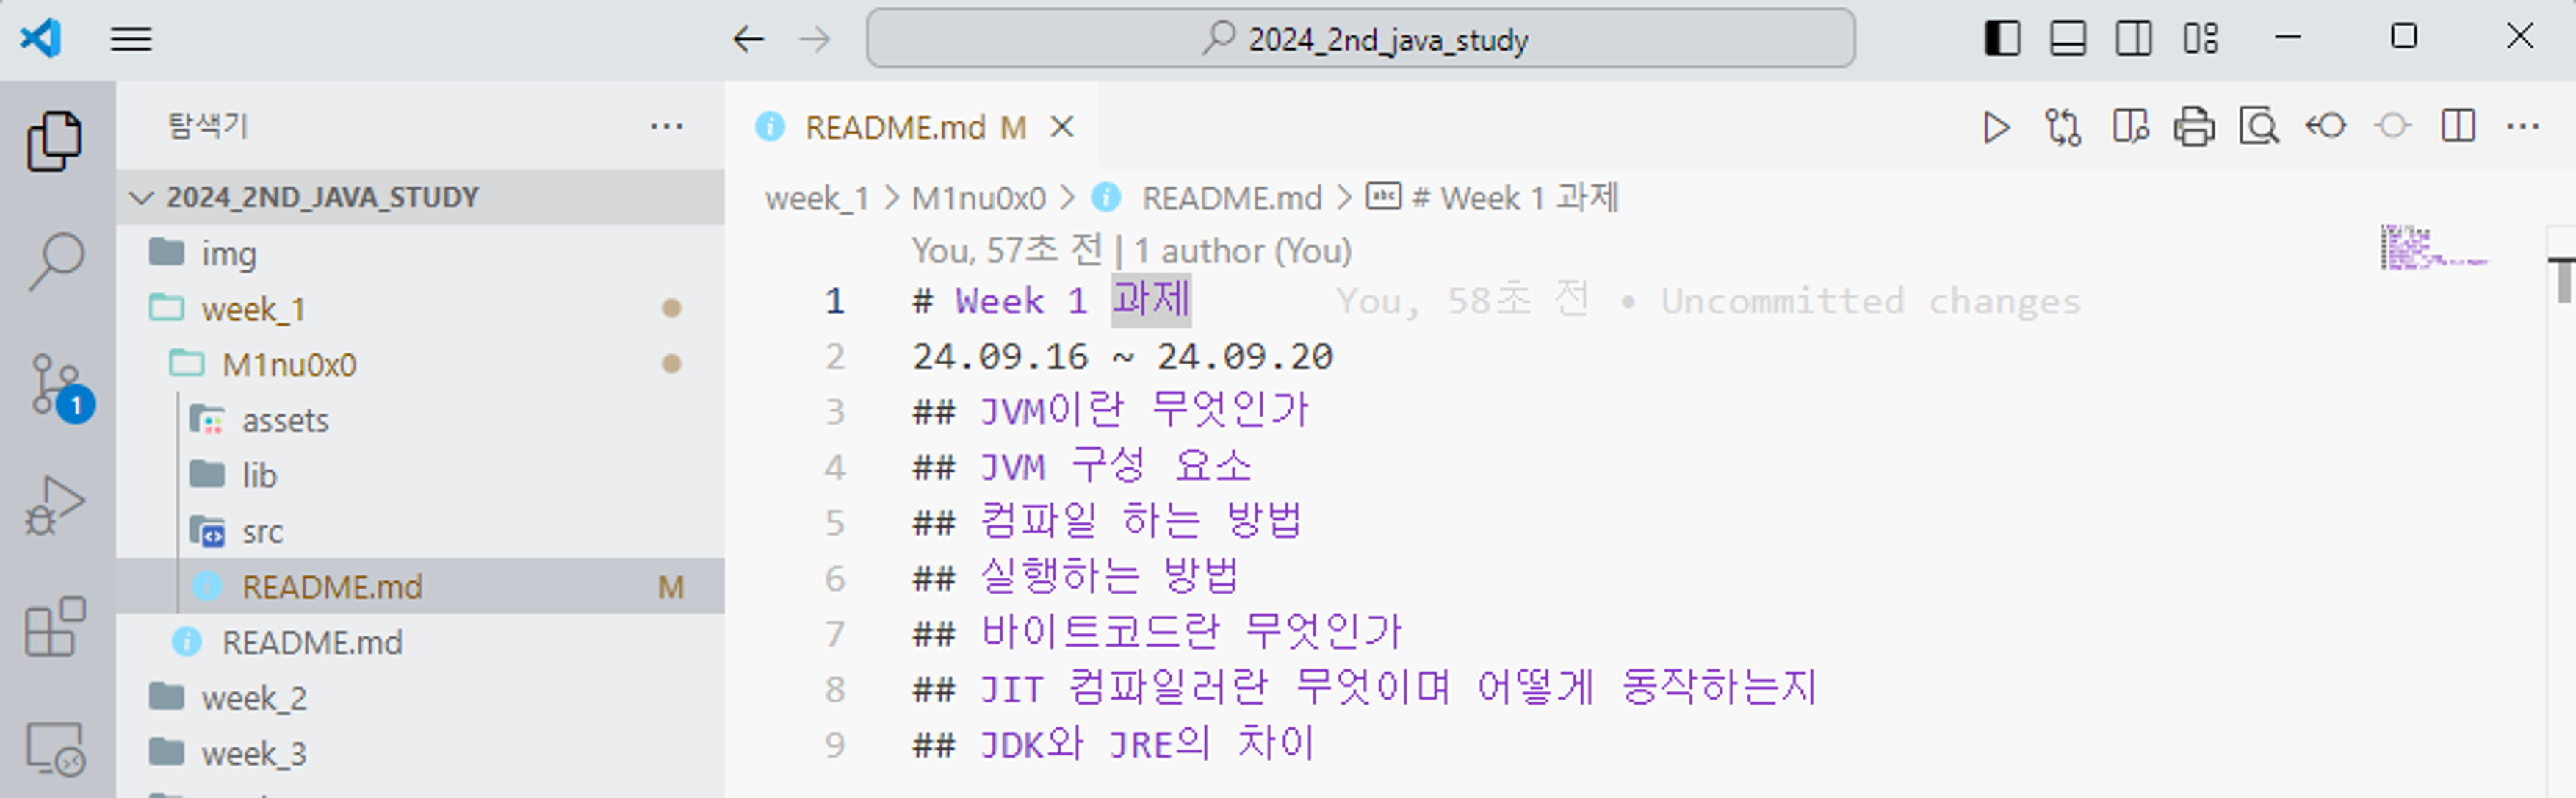 2024_2nd_java_study
탐색기
2024_2ND_JAVA_STUDY
img
week_1
M1nu0x0
assets
lib
src
README.md M
README.md
week_2
week_3
1
README.md M
week_1 > M1nu0x0 > README.md > # Week 1 과제
You, 57초 전 | 1 author (You)
1 # Week 1 과제 You, 58초 전 • Uncommitted changes
2 24.09.16 ~ 24.09.20
3 ## JVM이란 무엇인가
4 ## JVM 구성 요소
5 ## 컴파일 하는 방법
6 ## 실행하는 방법
7 ## 바이트코드란 무엇인가
8 ## JIT 컴파일러란 무엇이며 어떻게 동작하는지
9 ## JDK와 JRE의 차이